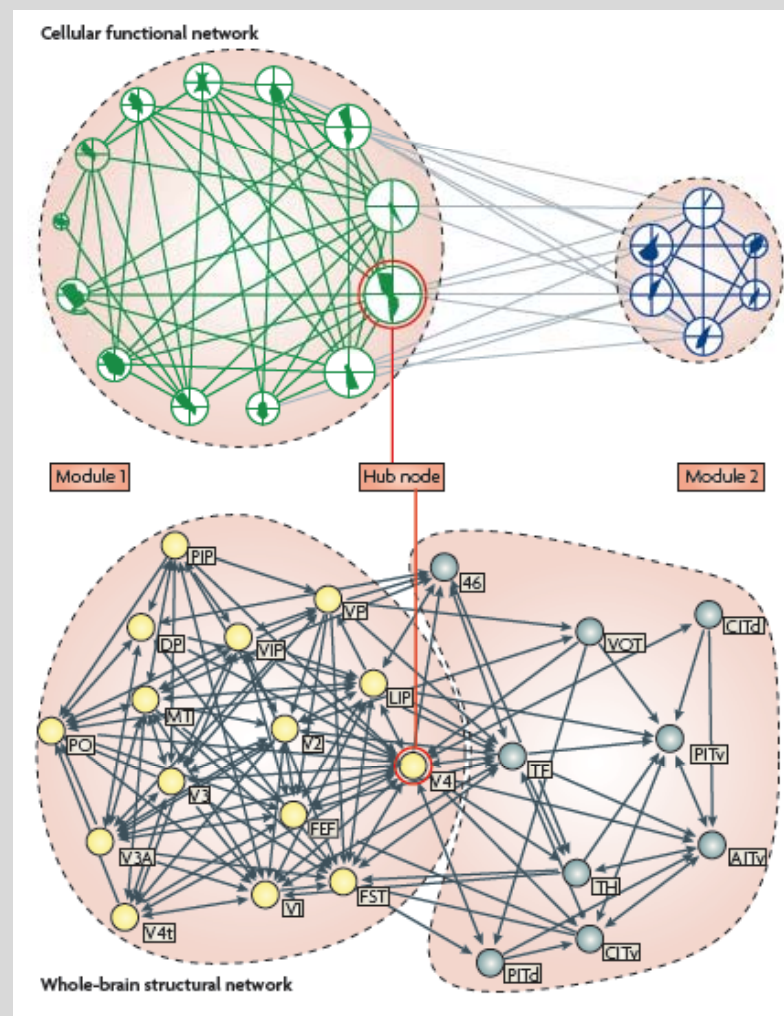 Cellular functional network
Module 1
Hub node
Module 2
PIP
46
VP
CITd
DP
VIP
VOT
LIP
MT
PO
V2
PITv
TF
V4
V3
FEF
V3A
AITv
TH
V1
FST
V4t
CITv
PITd
Whole-brain structural network